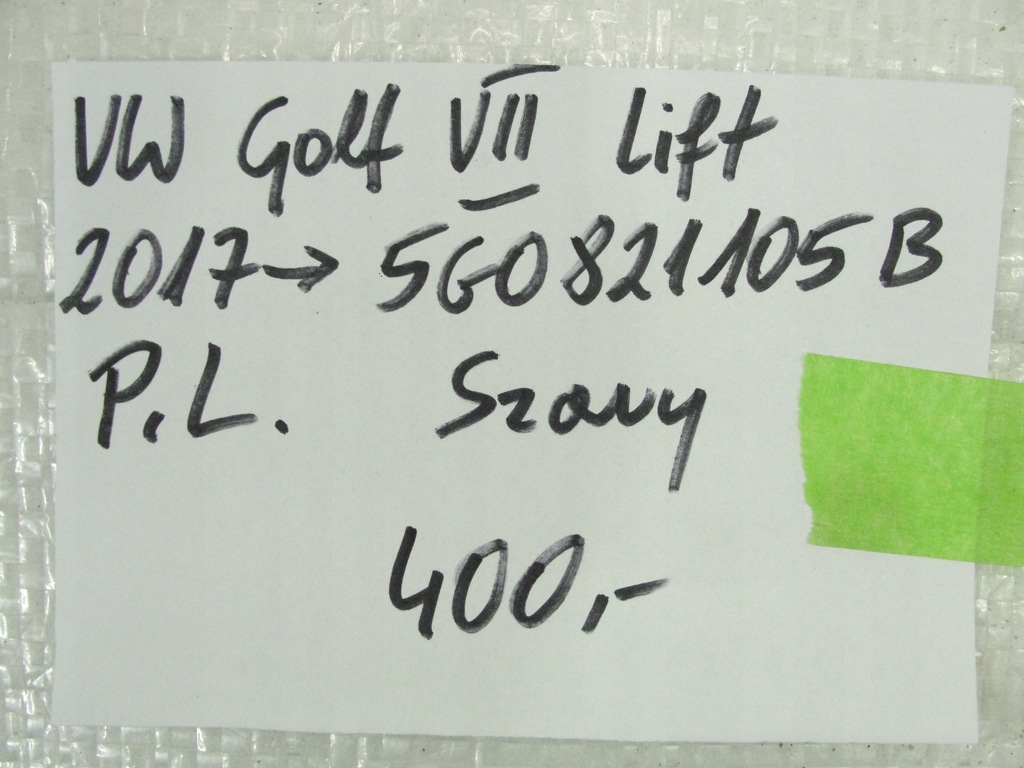 VW Golf VII Lift
2017→ 5G0821105B
P.L. Szary
400,-